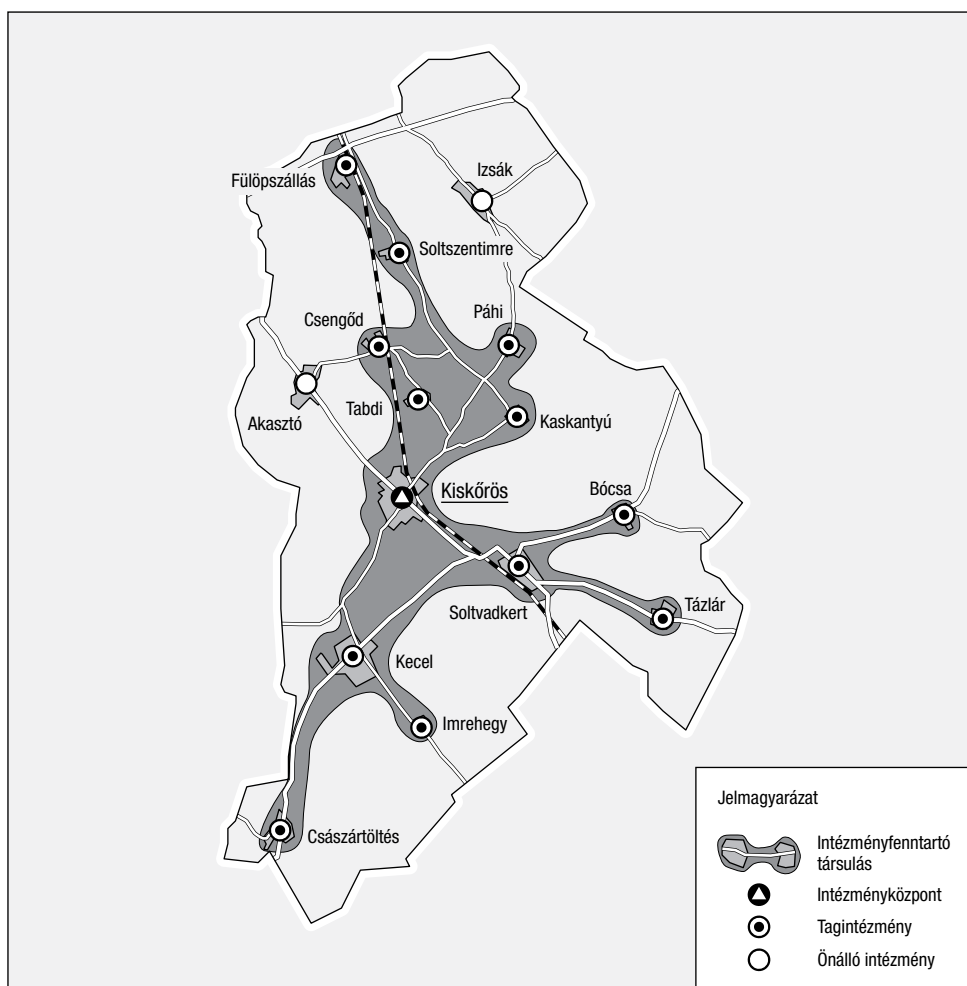 Fülöpszállás
Izsák
Soltszentimre
Csengőd
Páhi
Akasztó
Tabdi
Kaskantyú
Kiskőrös
Bócsa
Soltvadkert
Tázlár
Kecel
Imrehegy
Császártöltés
Jelmagyarázat
Intézményfenntartó
társulás
Intézményközpont
Tagintézmény
Önálló intézmény